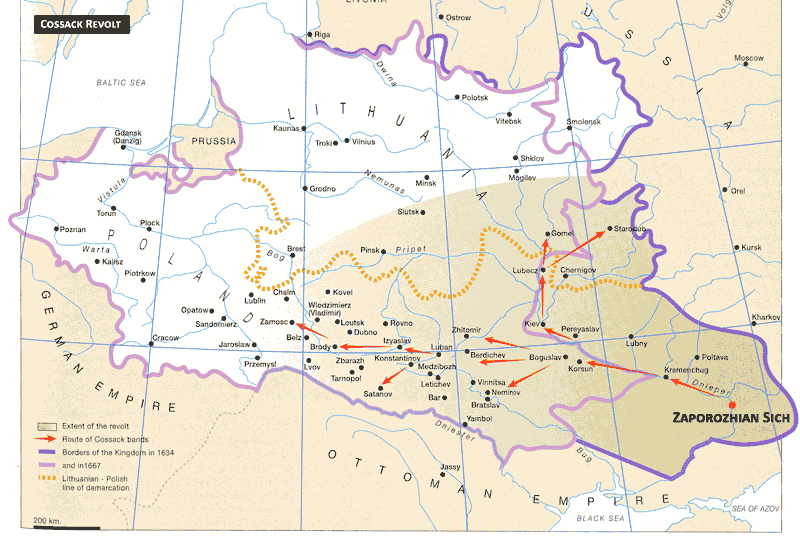 COSSACK REVOLT
LIVONIA
Ostrow
Riga
Dwina
RUSSIA
Moscow
BALTIC SEA
Polotsk
LITHUANIA
Vitebsk
Smolensk
Kaunas
Troki
Vilnius
Gdansk
(Danzig)
PRUSSIA
Shklov
Mogilev
Minsk
Nemunas
Grodno
Orel
Vistula
Torun
Slutsk
Plock
Poznan
POLAND
Gomel
Starodub
Warta
Kalisz
Brest
Bog
Pinsk
Pripet
Kursk
Lubecz
Chernigov
Piotrkow
Lublin
Chelm
Kovel
GERMAN EMPIRE
Opatow
Sandomierz
Wlodzimierz
(Vladimir)
Zamosc
Loutsk
Rovno
Dubno
Kiev
Pereyaslav
Kharkov
Zhitomir
Cracow
Jaroslaw
Belz
Brody
Izyaslav
Luban
Lubny
Przemysl
Lvov
Zbarazh
Tarnopol
Konstantinov
Medzibozh
Berdichev
Boguslav
Korsun
Poltava
Kremenchug
Letichev
Satanov
Vinnitsa
Nemirov
Bratslav
Dnieper
Bar
Yambol
ZAPOROZHIAN SICH
Dniester
Bug
Extent of the revolt
Route of Cossack bands
Borders of the Kingdom in 1634
and in1667
Lithuanian - Polish
line of demarcation
Jassy
OTTOMAN EMPIRE
BLACK SEA
SEA OF AZOV
200 km.